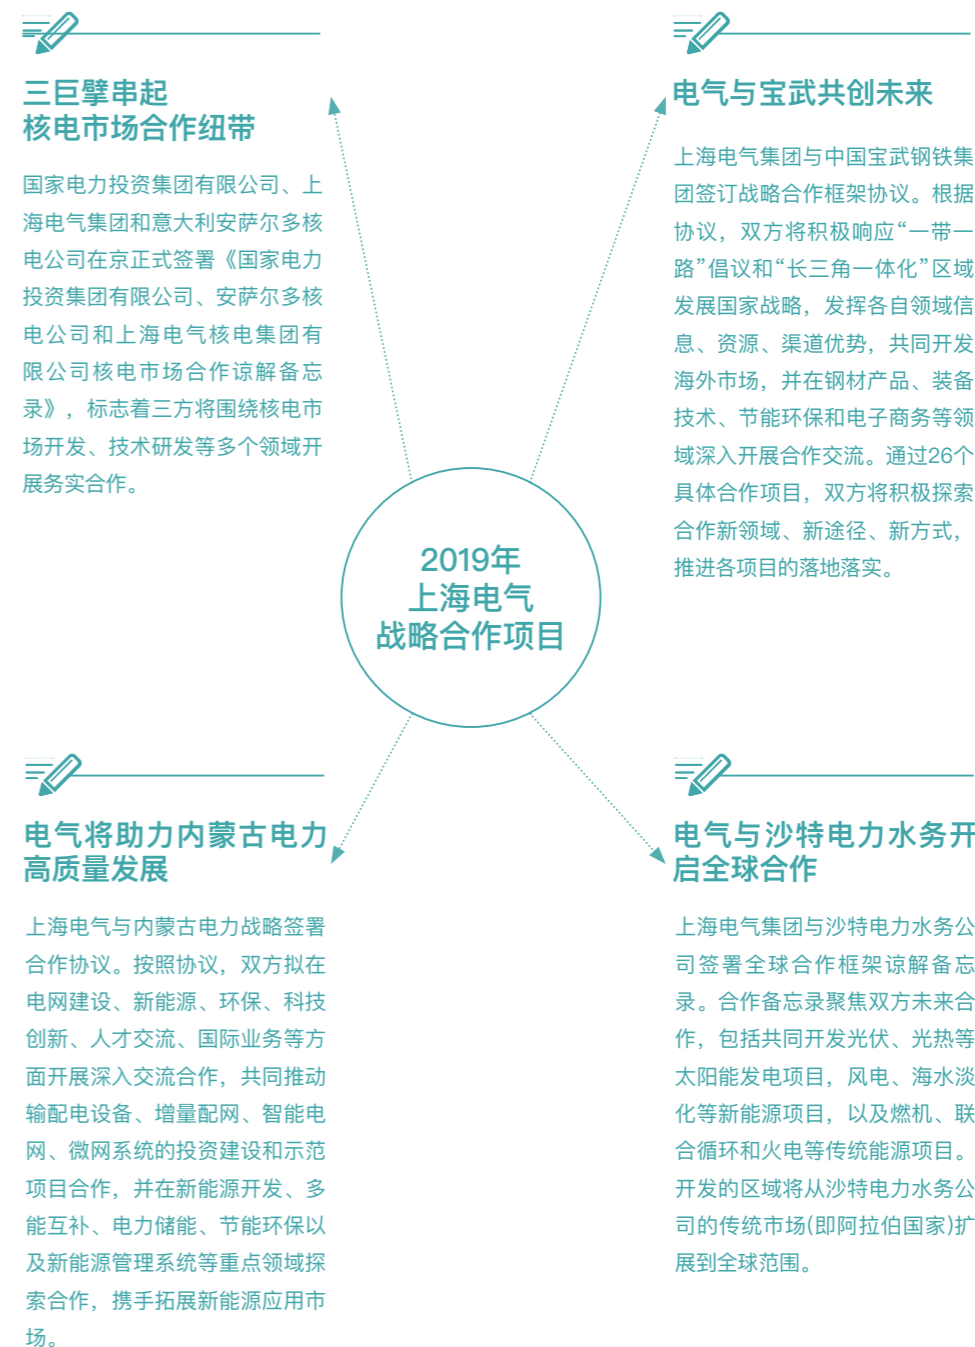 三巨擘串起
核电市场合作纽带
国家电力投资集团有限公司、上
海电气集团和意大利安萨尔多核
电公司在京正式签署《国家电力
投资集团有限公司、安萨尔多核
电公司和上海电气核电集团有
限公司核电市场合作谅解备忘
录》，标志着三方将围绕核电市
场开发、技术研发等多个领域开
展务实合作。
电气与宝武共创未来
上海电气集团与中国宝武钢铁集
团签订战略合作框架协议。根据
协议，双方将积极响应“一带一
路”倡议和“长三角一体化”区域
发展国家战略，发挥各自领域信
息、资源、渠道优势，共同开发
海外市场，并在钢材产品、装备
技术、节能环保和电子商务等领
域深入开展合作交流。通过26个
具体合作项目，双方将积极探索
合作新领域、新途径、新方式，
推进各项目的落地落实。
2019年
上海电气
战略合作项目
电气将助力内蒙古电力
高质量发展
上海电气与内蒙古电力战略签署
合作协议。按照协议，双方拟在
电网建设、新能源、环保、科技
创新、人才交流、国际业务等方
面开展深入交流合作，共同推动
输配电设备、增量配网、智能电
网、微网系统的投资建设和示范
项目合作，并在新能源开发、多
能互补、电力储能、节能环保以
及新能源管理系统等重点领域探
索合作，携手拓展新能源应用市
场。
电气与沙特电力水务开
启全球合作
上海电气集团与沙特电力水务公
司签署全球合作框架谅解备忘
录。合作备忘录聚焦双方未来合
作，包括共同开发光伏、光热等
太阳能发电项目，风电、海水淡
化等新能源项目，以及燃机、联
合循环和火电等传统能源项目。
开发的区域将从沙特电力水务公
司的传统市场(即阿拉伯国家)扩
展到全球范围。